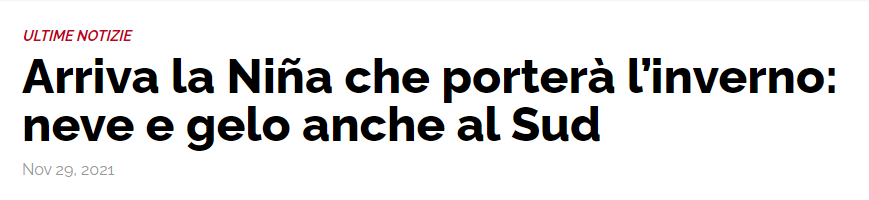 ULTIME NOTIZIE
Arriva la Niña che porterà l’inverno:
neve e gelo anche al Sud
Nov 29, 2021